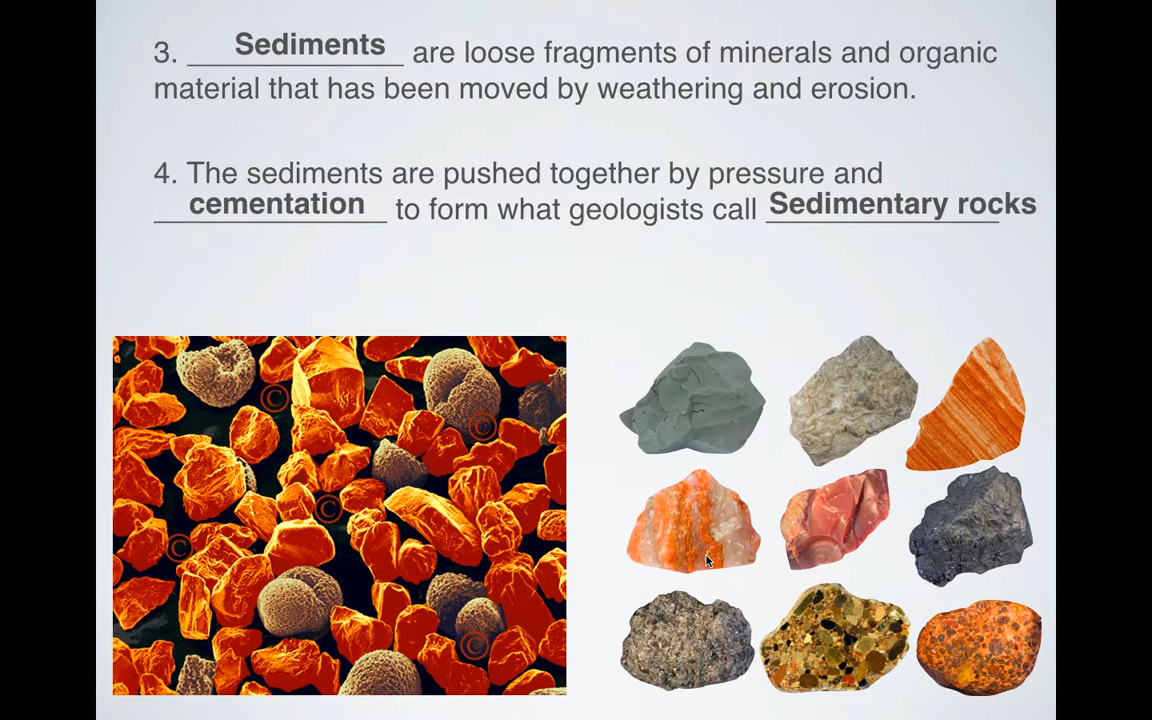 3. Sediments are loose fragments of minerals and organic
material that has been moved by weathering and erosion.
4. The sediments are pushed together by pressure and
cementation to form what geologists call Sedimentary rocks
©
©
©
©
©